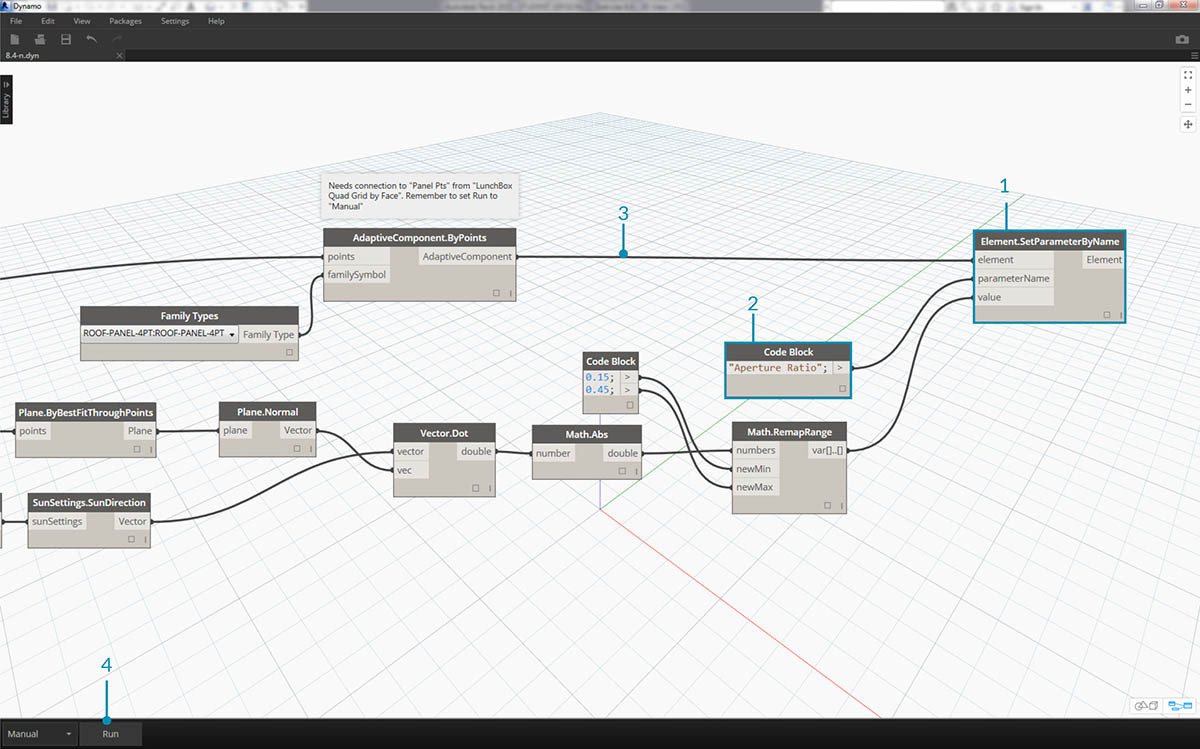 Dynamo
File Edit View Packages Settings Help
8.4-n.dyn
Library
Needs connection to "Panel Pts" from "LunchBox
Quad Grid by Face". Remember to set Run to
"Manual"
1
3
AdaptiveComponent.ByPoints
points AdaptiveComponent
familySymbol
Element.SetParameterByName
element Element
parameterName
value
Family Types
ROOF-PANEL-4PT:ROOF-PANEL-4PT Family Type
2
Code Block
"Aperture Ratio"; >
Code Block
0.15; >
0.45; >
Plane.ByBestFitThroughPoints
points Plane
Plane.Normal
plane Vector
Vector.Dot
vector double
vec
Math.Abs
number double
Math.RemapRange
numbers var[]..[]
newMin
newMax
SunSettings.SunDirection
sunSettings Vector
4
Manual Run